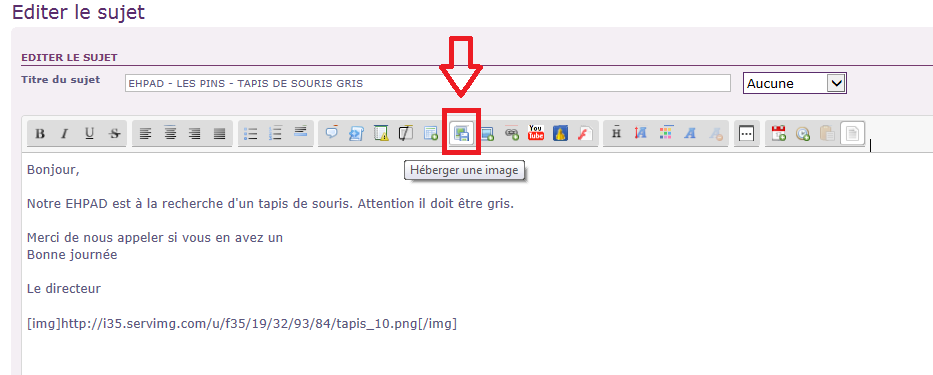 Editer le sujet
EDITER LE SUJET
Titre du sujet
EHPAD - LES PINS - TAPIS DE SOURIS GRIS
Aucune
B I U S
You
Tube
H A A A
Héberger une image
Bonjour,
Notre EHPAD est à la recherche d'un tapis de souris. Attention il doit être gris.
Merci de nous appeler si vous en avez un
Bonne journée
Le directeur
[img]http://i35.servimg.com/u/f35/19/32/93/84/tapis_10.png[/img]